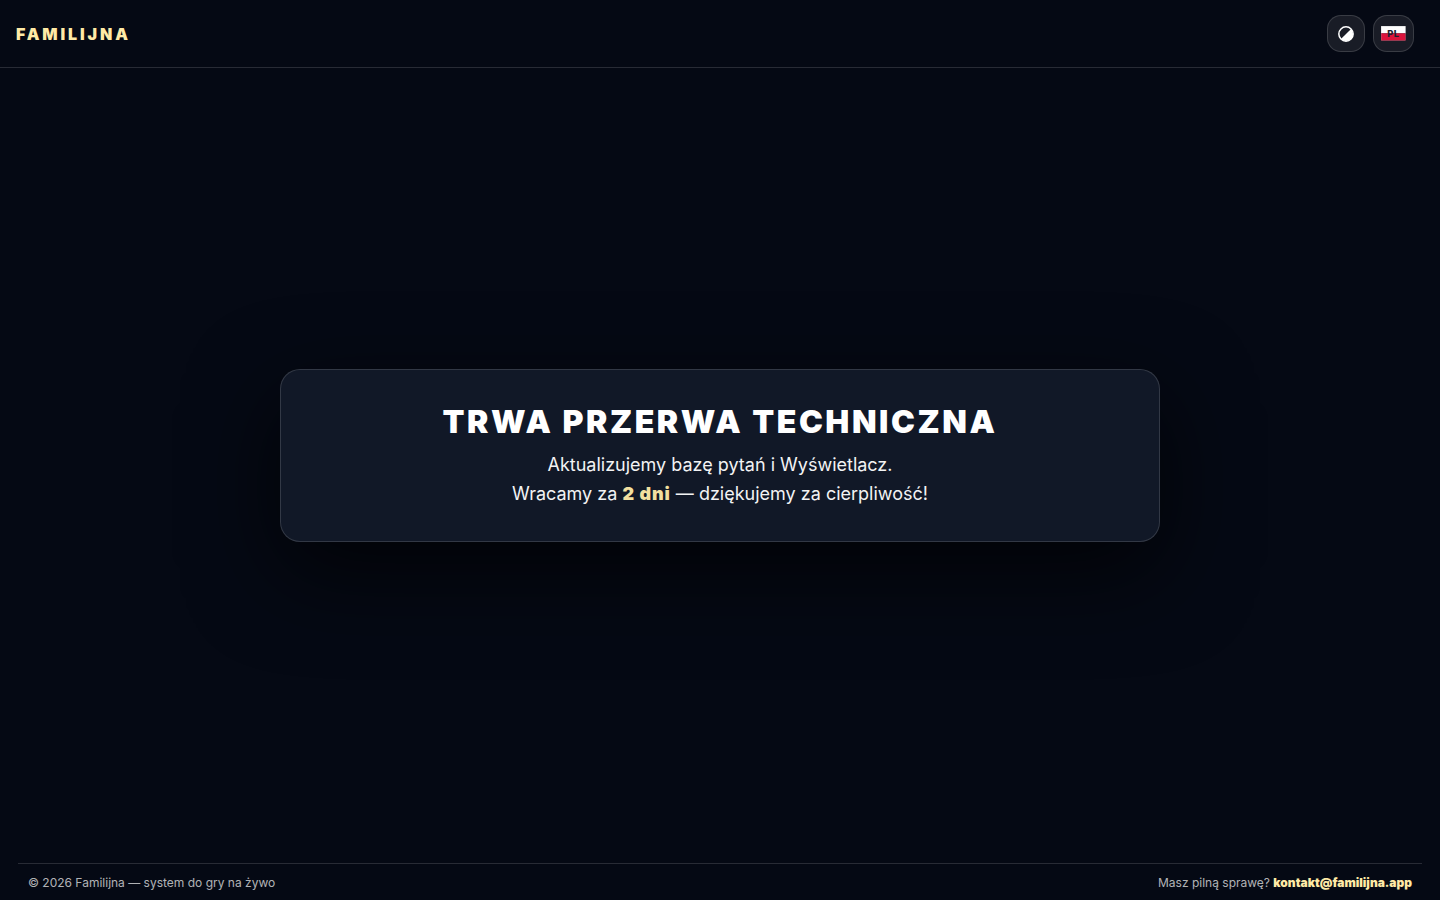 FAMILIJNA
PL
TRWA PRZERWA TECHNICZNA
Aktualizujemy bazę pytań i Wyświetlacz.
Wracamy za 2 dni — dziękujemy za cierpliwość!
© 2026 Familijna — system do gry na żywo
Masz pilną sprawę? kontakt@familijna.app